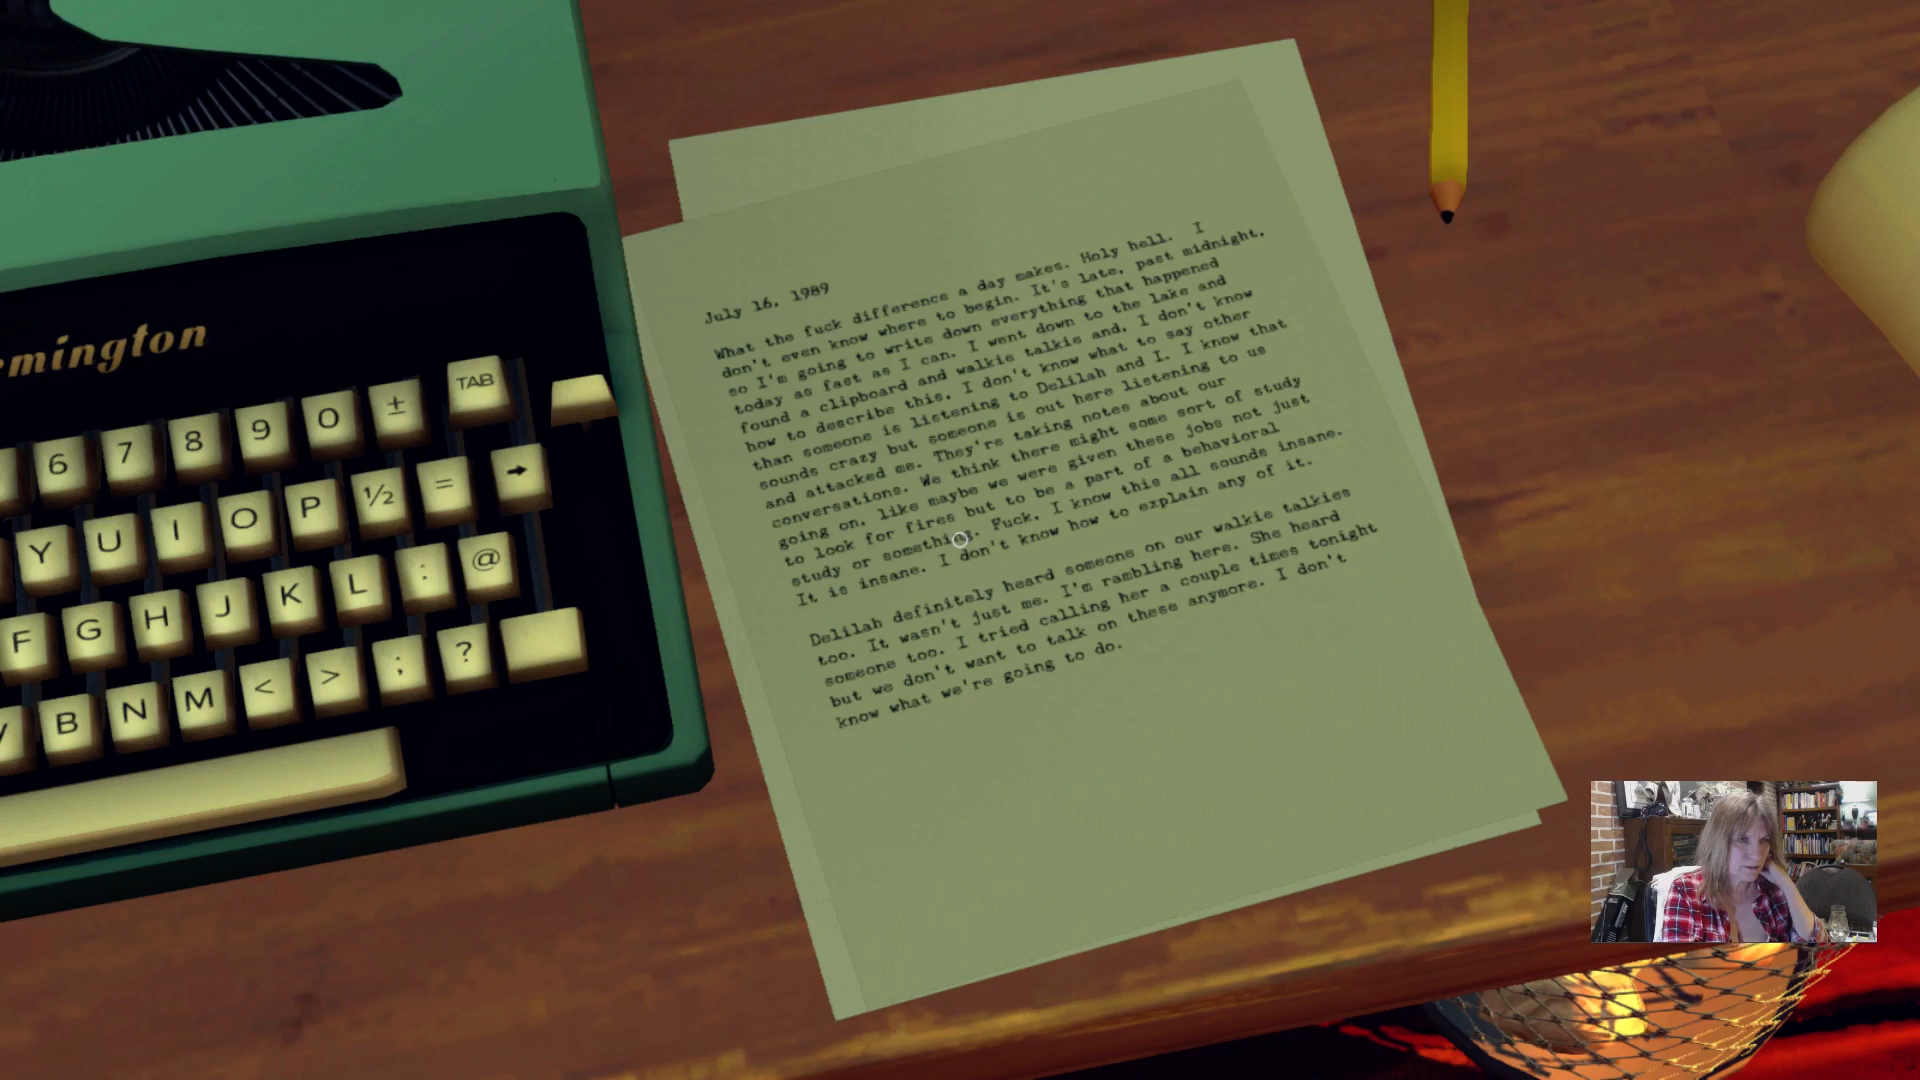 July 16, 1989
What the fuck difference a day makes. Holy hell. I
don't even know where to begin. It's late, past midnight,
so I'm going to write down everything that happened
today as fast as I can. I went down to the lake and
found a clipboard and walkie talkie and, I don't know
how to describe this, I don't know what to say other
than someone is listening to Delilah and I. I know that
sounds crazy but someone is out here listening to us
and attacked me. They're taking notes about our
conversations. We think there might some sort of study
going on, like maybe we were given these jobs not just
to look for fires but to be a part of a behavioral
study or something. Fuck, I know this all sounds insane.
It is insane. I don't know how to explain any of it.
Delilah definitely heard someone on our walkie talkies
too. It wasn't just me. I'm rambling here. She heard
someone too. I tried calling her a couple times tonight
but we don't want to talk on these anymore. I don't
know what we're going to do.
mington
6 7 8 9 0 ± TAB
Y U I O P ½ = →
F G H J K L : @
V B N M < > ; ?